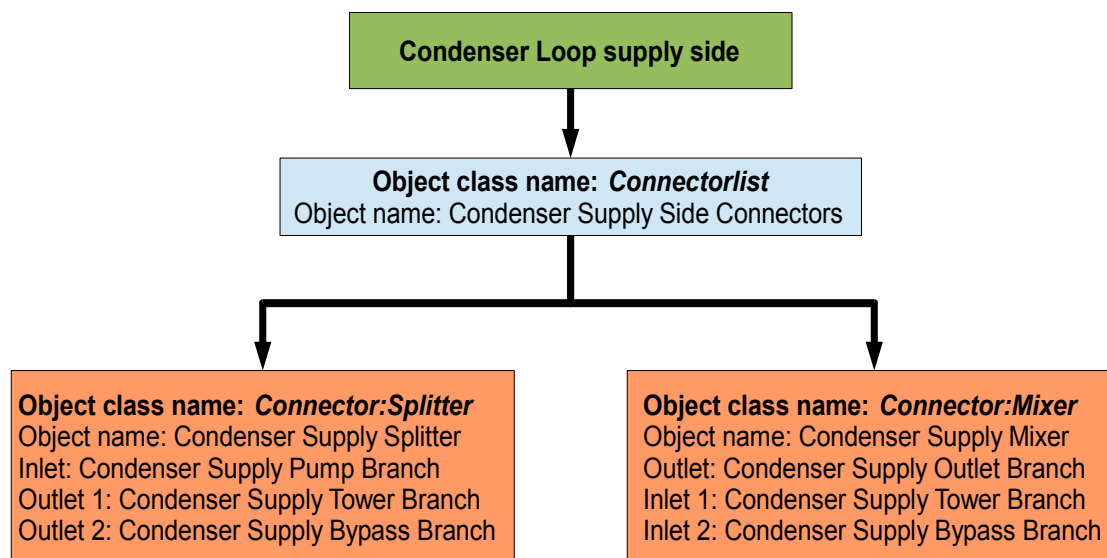 Condenser Loop supply side
Object class name: Connectorlist
Object name: Condenser Supply Side Connectors
Object class name: Connector:Splitter
Object name: Condenser Supply Splitter
Inlet: Condenser Supply Pump Branch
Outlet 1: Condenser Supply Tower Branch
Outlet 2: Condenser Supply Bypass Branch
Object class name: Connector:Mixer
Object name: Condenser Supply Mixer
Outlet: Condenser Supply Outlet Branch
Inlet 1: Condenser Supply Tower Branch
Inlet 2: Condenser Supply Bypass Branch